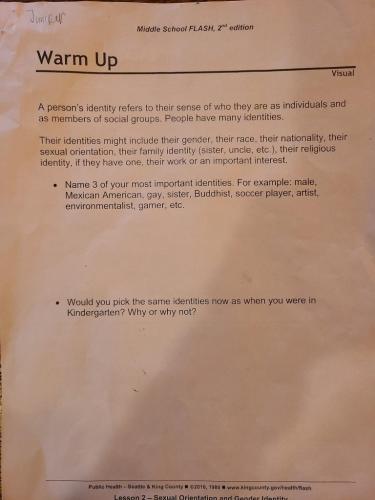 Juniper
Middle School FLASH, 2nd edition
Warm Up
Visual
A person's identity refers to their sense of who they are as individuals and
as members of social groups. People have many identities.
Their identities might include their gender, their race, their nationality, their
sexual orientation, their family identity (sister, uncle, etc.), their religious
identity, if they have one, their work or an important interest.
• Name 3 of your most important identities. For example: male,
Mexican American, gay, sister, Buddhist, soccer player, artist,
environmentalist, gamer, etc.
• Would you pick the same identities now as when you were in
Kindergarten? Why or why not?
Public Health – Seattle & King County ■ ©2016, 1986 ■ www.kingcounty.gov/health/flash
Lesson 2 – Sexual Orientation and Gender Identity